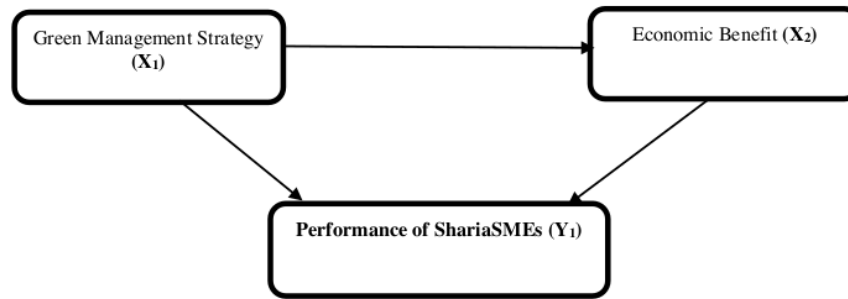 Green Management Strategy
(X₁)
Economic Benefit (X₂)
Performance of ShariaSMEs (Y₁)